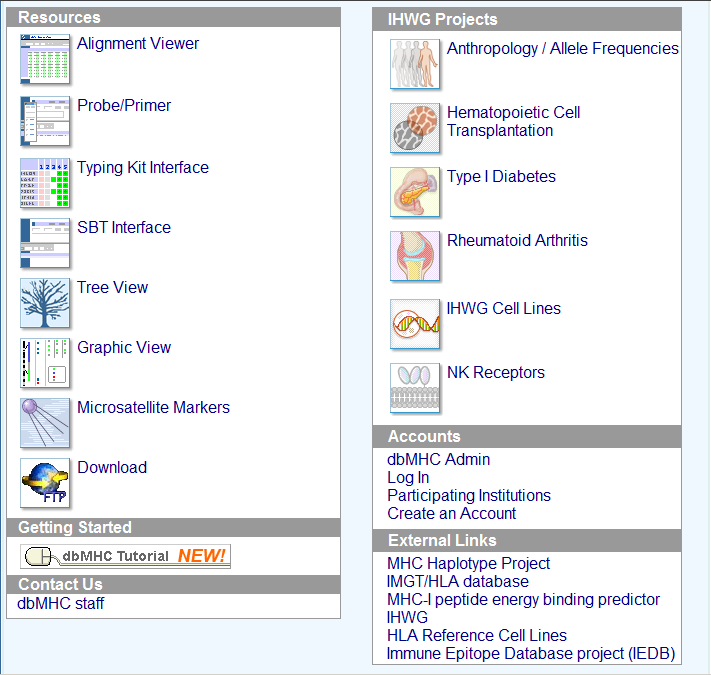 Resources
Alignment Viewer
Probe/Primer
Typing Kit Interface
SBT Interface
Tree View
Graphic View
Microsatellite Markers
Download
FTP
Getting Started
dbMHC Tutorial NEW!
Contact Us
dbMHC staff
IHWG Projects
Anthropology / Allele Frequencies
Hematopoietic Cell
Transplantation
Type I Diabetes
Rheumatoid Arthritis
IHWG Cell Lines
NK Receptors
Accounts
dbMHC Admin
Log In
Participating Institutions
Create an Account
External Links
MHC Haplotype Project
IMGT/HLA database
MHC-I peptide energy binding predictor
IHWG
HLA Reference Cell Lines
Immune Epitope Database project (IEDB)